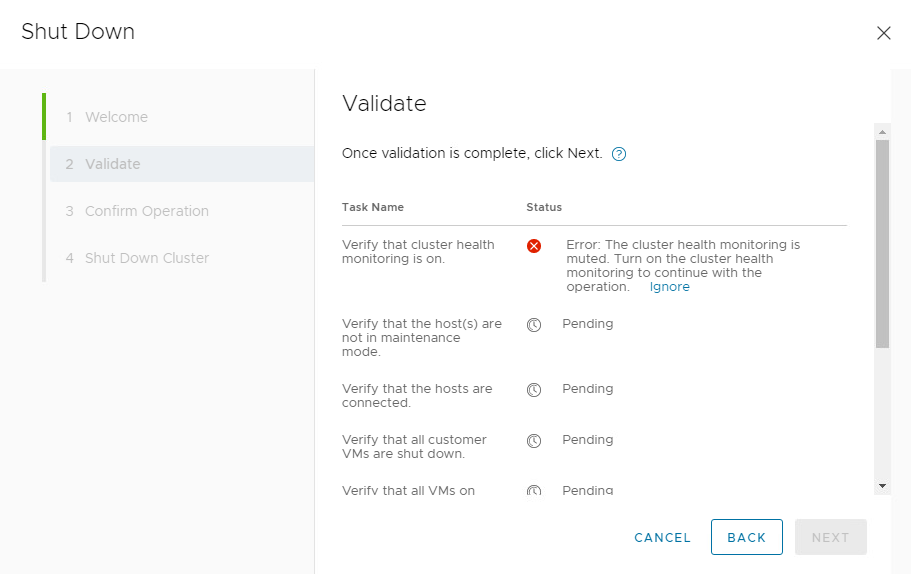 Shut Down
1 Welcome
2 Validate
3 Confirm Operation
4 Shut Down Cluster
Validate
Once validation is complete, click Next.
Task Name Status
Verify that cluster health
monitoring is on.
Error: The cluster health monitoring is
muted. Turn on the cluster health
monitoring to continue with the
operation. Ignore
Verify that the host(s) are
not in maintenance
mode.
Pending
Verify that the hosts are
connected.
Pending
Verify that all customer
VMs are shut down.
Pending
Verify that all VMs on
Pending
CANCEL BACK NEXT